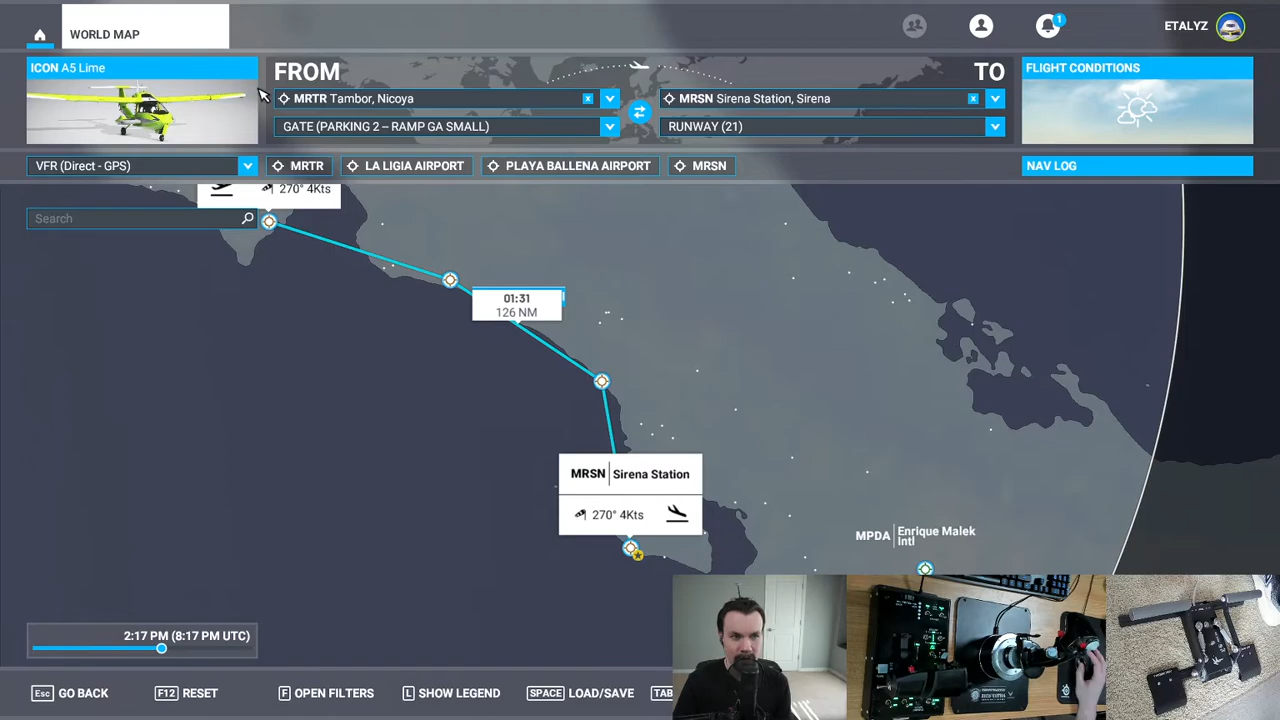 WORLD MAP
1
ETALYZ
ICON A5 Lime
FROM
TO
FLIGHT CONDITIONS
MRTR Tambor, Nicoya
x
MRSN Sirena Station, Sirena
x
GATE (PARKING 2 – RAMP GA SMALL)
RUNWAY (21)
VFR (Direct - GPS)
MRTR
LA LIGIA AIRPORT
PLAYA BALLENA AIRPORT
MRSN
NAV LOG
270° 4Kts
Search
01:31
126 NM
MRSN Sirena Station
270° 4Kts
MPDA Enrique Malek
Intl
2:17 PM (8:17 PM UTC)
Esc GO BACK
F12 RESET
F OPEN FILTERS
L SHOW LEGEND
SPACE LOAD/SAVE
TAB